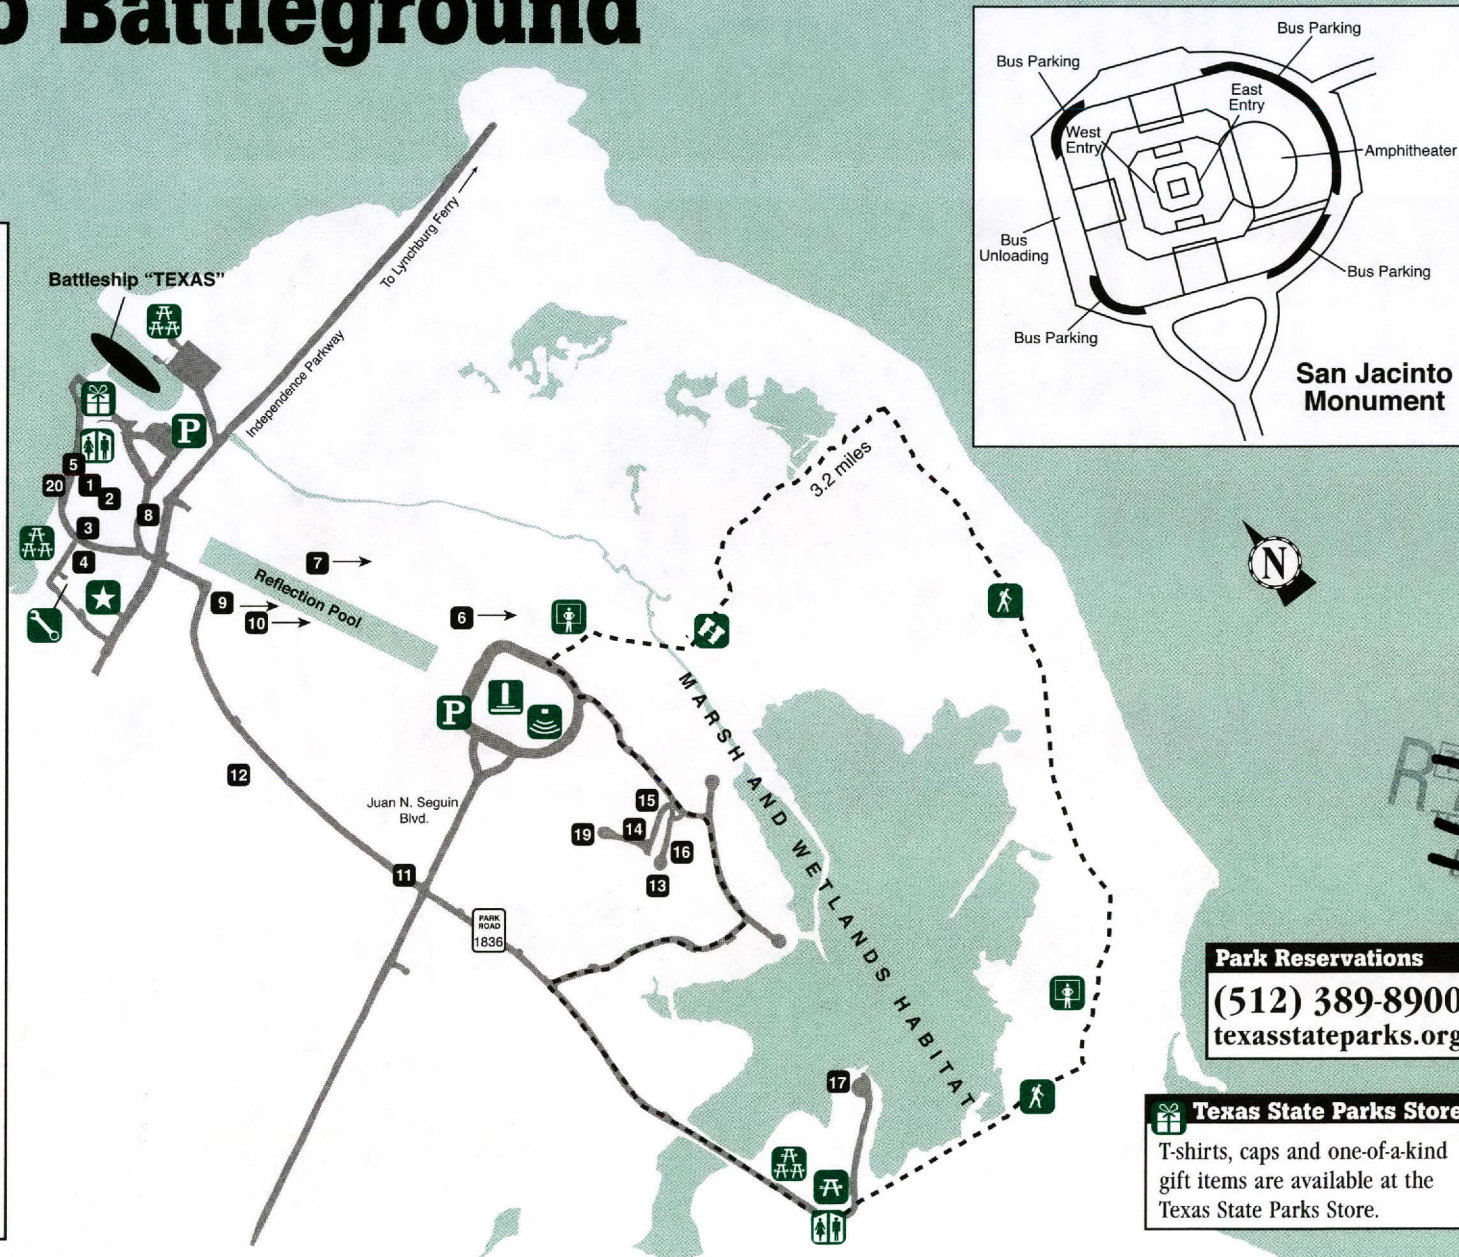 o Battleground
Bus Parking
Bus Parking
East
Entry
West
Entry
Amphitheater
Bus
Unloading
Bus Parking
Bus Parking
San Jacinto
Monument
To Lynchburg Ferry
Independence Parkway
Battleship “TEXAS”
P
5
20
1
2
8
3
4
3.2 miles
N
7
Reflection Pool
9
10
6
P
MARSH AND WETLANDS HABITAT
12
Juan N. Seguin
Blvd.
15
19
14
16
13
11
PARK
ROAD
1836
17
Park Reservations
(512) 389-8900
texasstateparks.org
Texas State Parks Store
T-shirts, caps and one-of-a-kind
gift items are available at the
Texas State Parks Store.